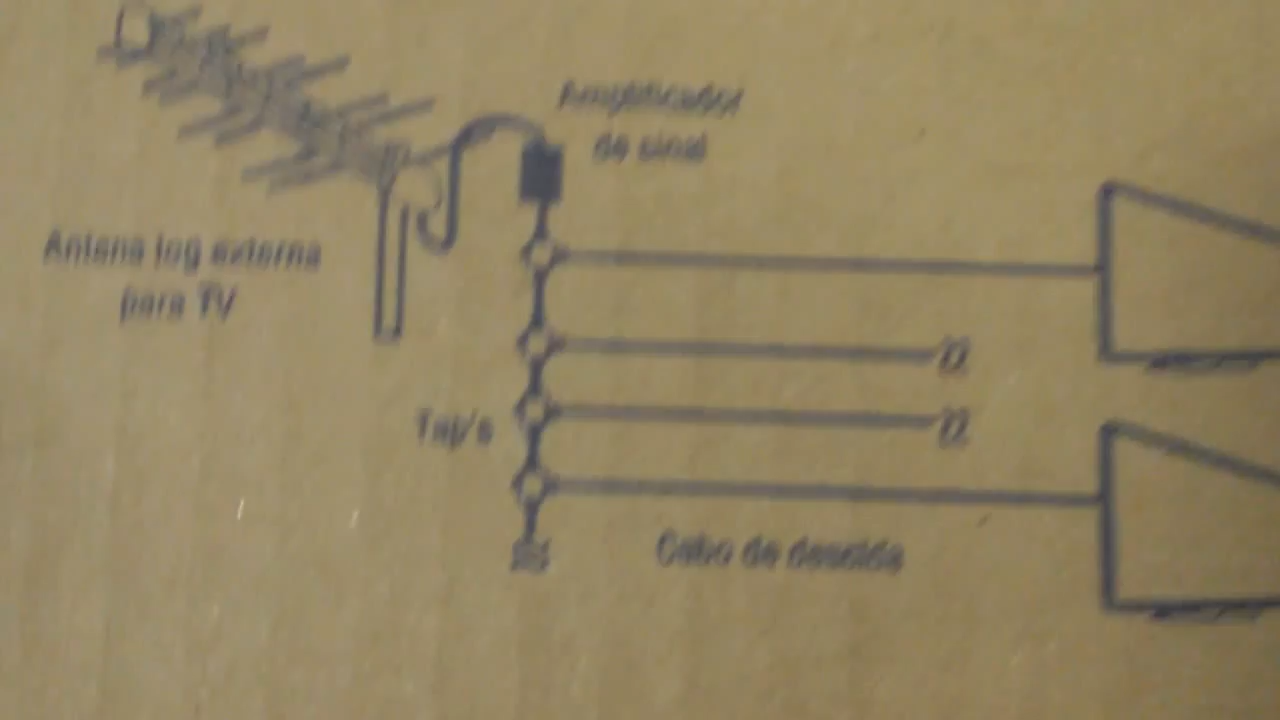 Amplificador
de sinal
Antena log externa
para TV
Tap's
Cabo de descida